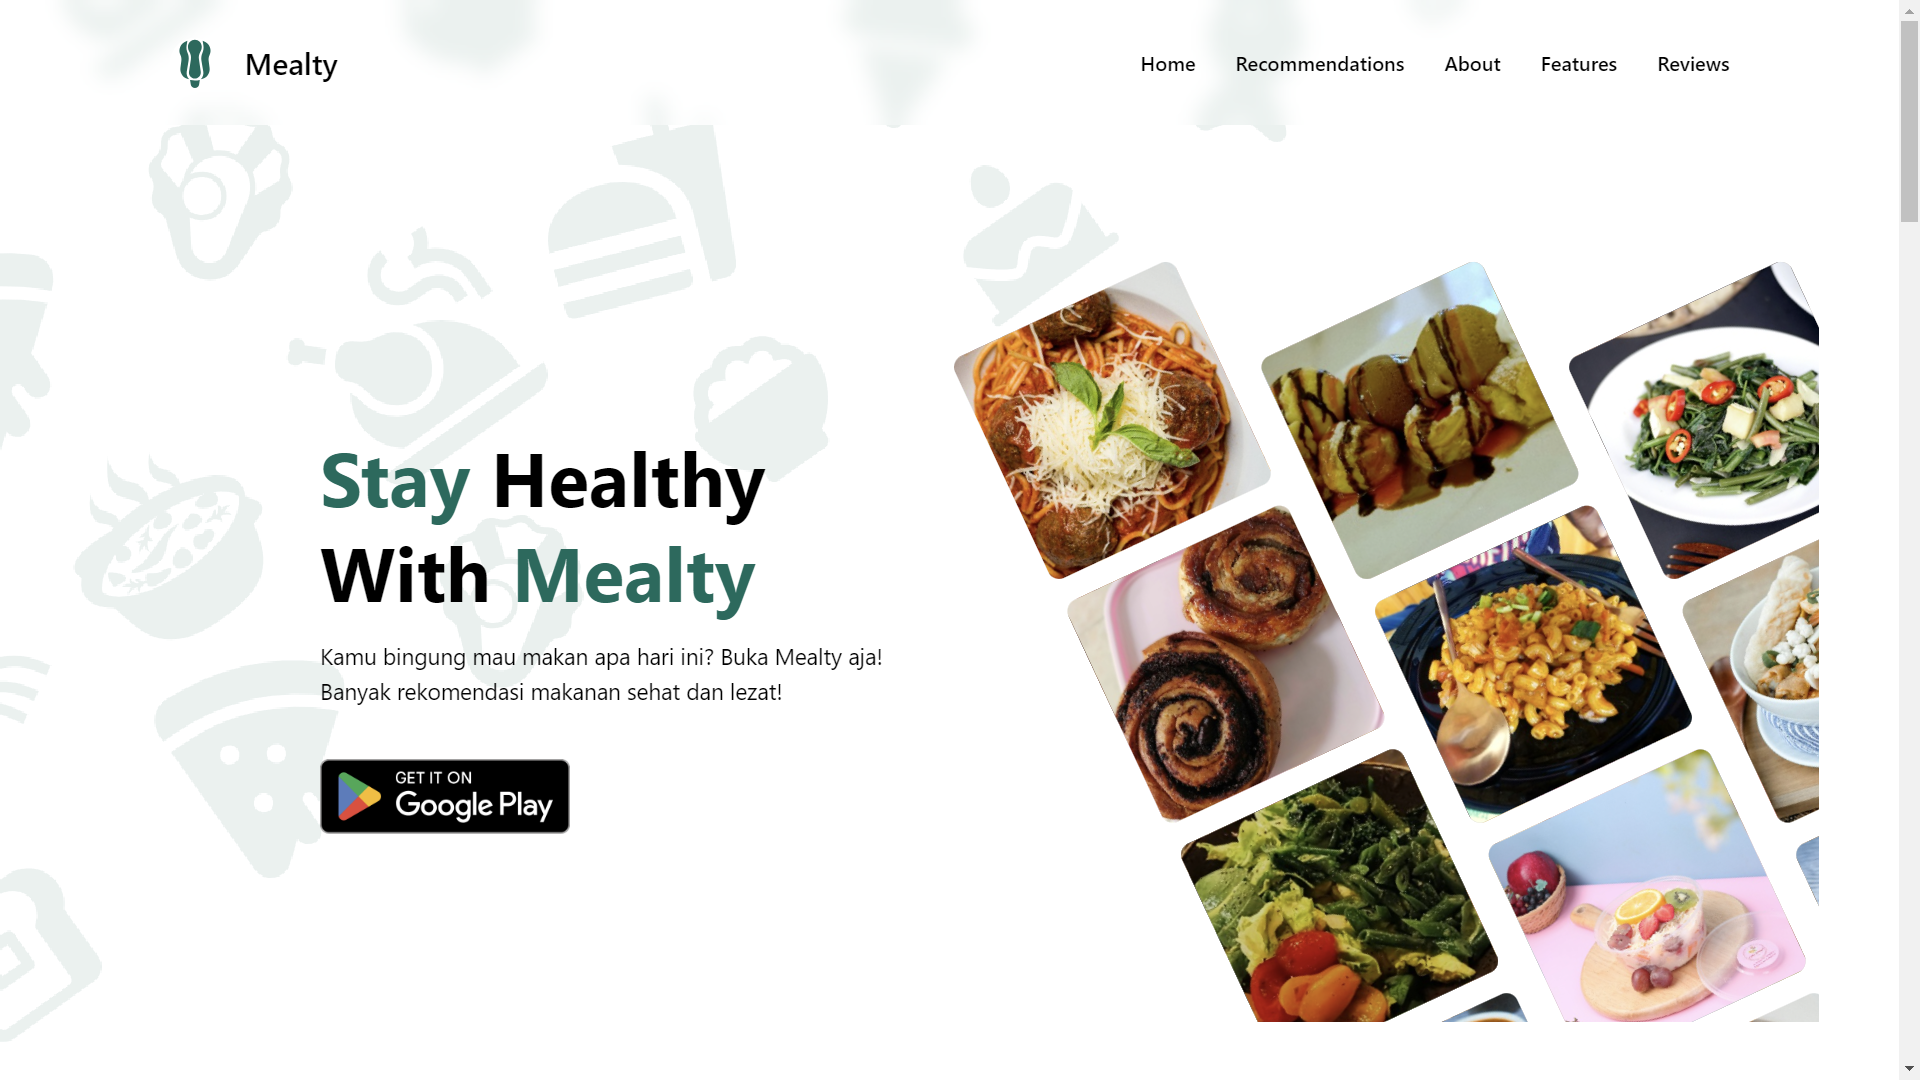 Mealty
Home Recommendations About Features Reviews
Stay Healthy
With Mealty
Kamu bingung mau makan apa hari ini? Buka Mealty aja!
Banyak rekomendasi makanan sehat dan lezat!
GET IT ON
Google Play